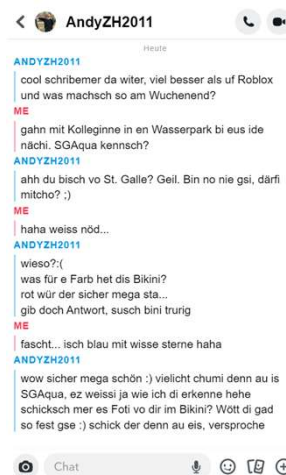 AndyZH2011
Heute
ANDYZH2011
cool schribemer da witer, viel besser als uf Roblox
und was machsch so am Wuchenend?
ME
gahn mit Kolleginne in en Wasserpark bi eus ide
nächi. SGAqua kennsch?
ANDYZH2011
ahh du bisch vo St. Galle? Geil. Bin no nie gsi, därfi
mitcho? ;)
ME
haha weiss nöd...
ANDYZH2011
wieso?:(
was für e Farb het dis Bikini?
rot wür der sicher mega sta...
gib doch Antwort, susch bini trurig
ME
fascht... isch blau mit wisse sterne haha
ANDYZH2011
wow sicher mega schön :) vielicht chumi denn au is
SGAqua, ez weissi ja wie ich di erkenne hehe
schicksch mer es Foti vo dir im Bikini? Wött di gad
so fest gse :) schick der denn au eis, versproche
Chat